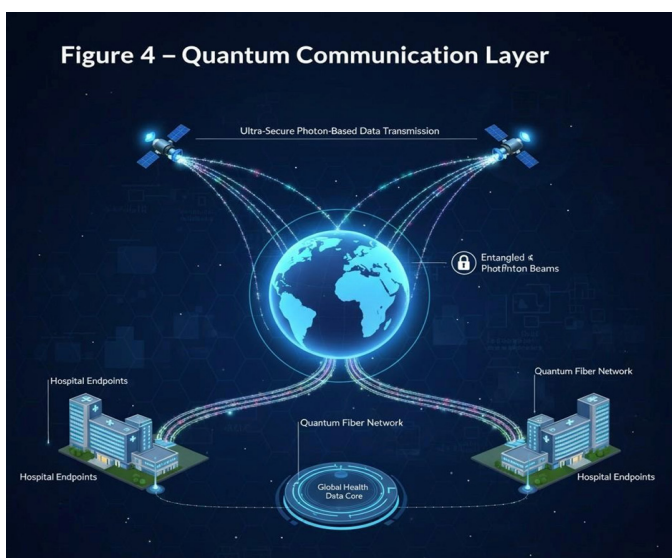 Figure 4 – Quantum Communication Layer
Ultra-Secure Photon-Based Data Transmission
Entangled
Beams
Quantum Fiber Network
Hospital Endpoints
Quantum Fiber Network
Hospital Endpoints
Global Health
Data Core
Hospital Endpoints